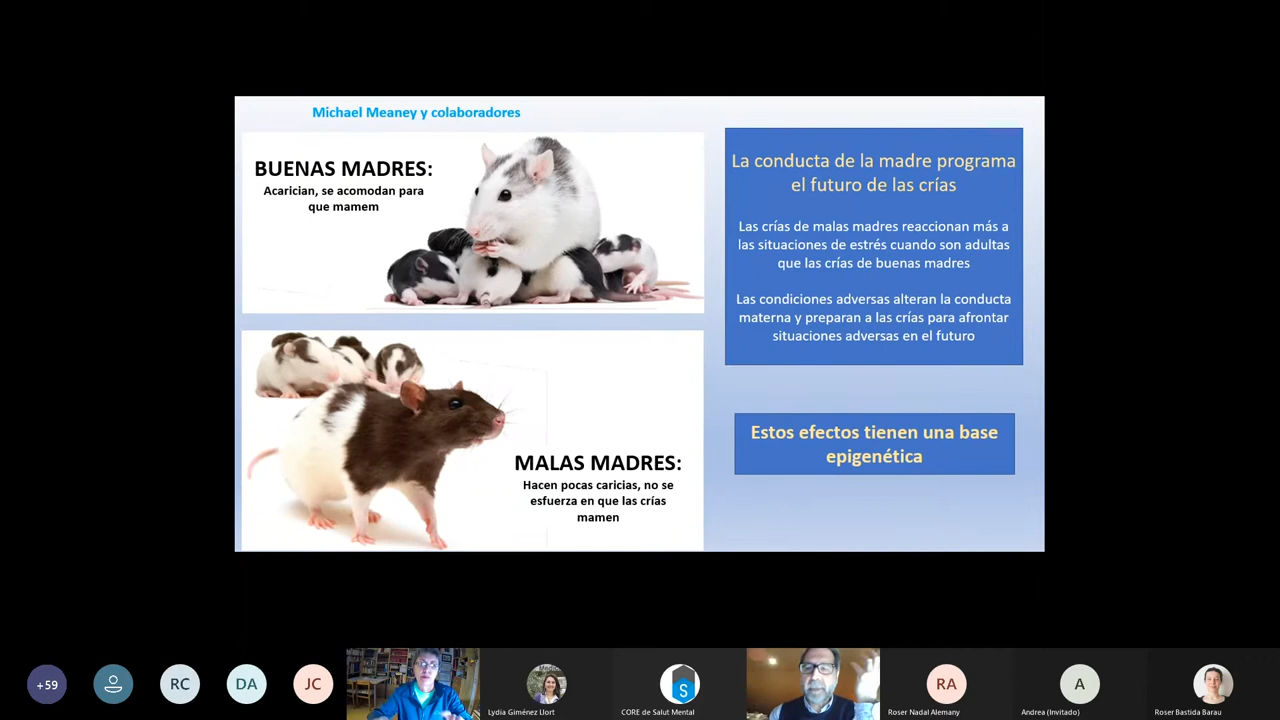 Michael Meaney y colaboradores
BUENAS MADRES:
Acarician, se acomodan para
que mamem
MALAS MADRES:
Hacen pocas caricias, no se
esfuerza en que las crías
mamen
La conducta de la madre programa
el futuro de las crías
Las crías de malas madres reaccionan más a
las situaciones de estrés cuando son adultas
que las crías de buenas madres
Las condiciones adversas alteran la conducta
materna y preparan a las crías para afrontar
situaciones adversas en el futuro
Estos efectos tienen una base
epigenética
+59
RC
DA
JC
Lydia Giménez Llort
S
CORE de Salut Mental
RA
Roser Nadal Alemany
A
Andrea (Invitado)
Roser Bastida Barau